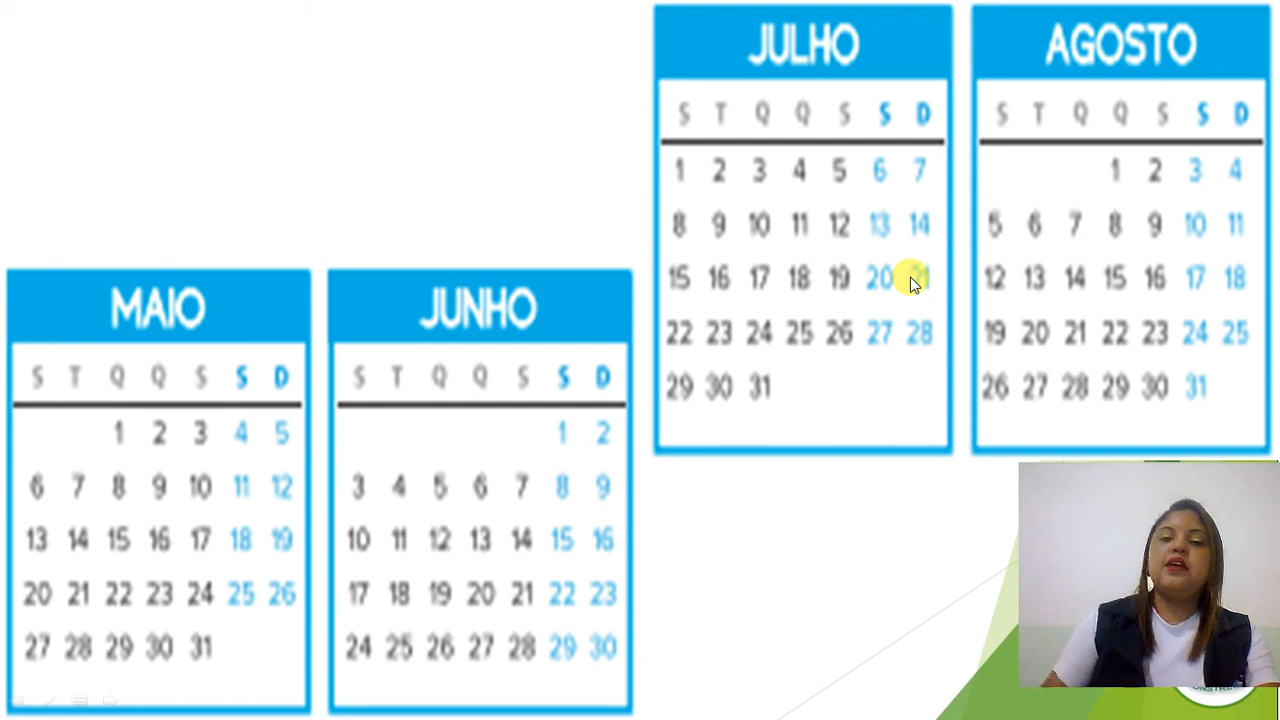 MAIO
S T Q Q S S D
1 2 3 4 5
6 7 8 9 10 11 12
13 14 15 16 17 18 19
20 21 22 23 24 25 26
27 28 29 30 31
JUNHO
S T Q Q S S D
1 2
3 4 5 6 7 8 9
10 11 12 13 14 15 16
17 18 19 20 21 22 23
24 25 26 27 28 29 30
JULHO
S T Q Q S S D
1 2 3 4 5 6 7
8 9 10 11 12 13 14
15 16 17 18 19 20 21
22 23 24 25 26 27 28
29 30 31
AGOSTO
S T Q Q S S D
1 2 3 4
5 6 7 8 9 10 11
12 13 14 15 16 17 18
19 20 21 22 23 24 25
26 27 28 29 30 31